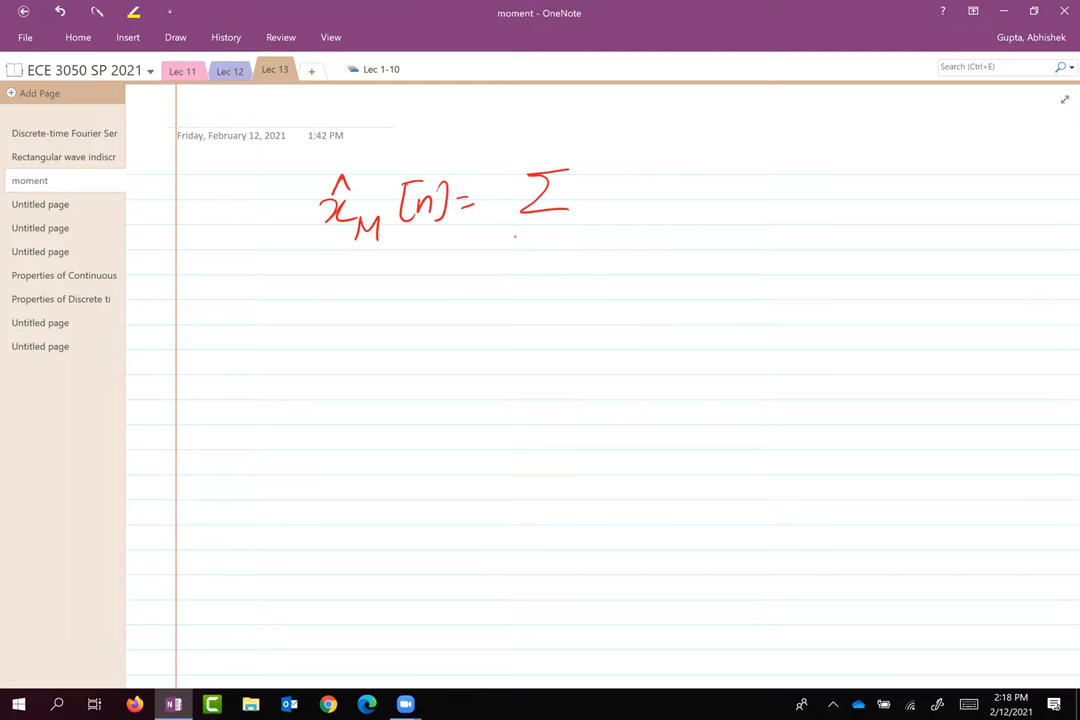 moment - OneNote
?
File
Home
Insert
Draw
History
Review
View
Gupta, Abhishek
ECE 3050 SP 2021
Lec 11
Lec 12
Lec 13
+
Lec 1-10
Search (Ctrl+E)
Add Page
Friday, February 12, 2021
1:42 PM
Discrete-time Fourier Ser
Rectangular wave indiscr
moment
Untitled page
Untitled page
Untitled page
Properties of Continuous
Properties of Discrete ti
Untitled page
Untitled page
x̂_M [n] = Σ
2:18 PM
2/12/2021